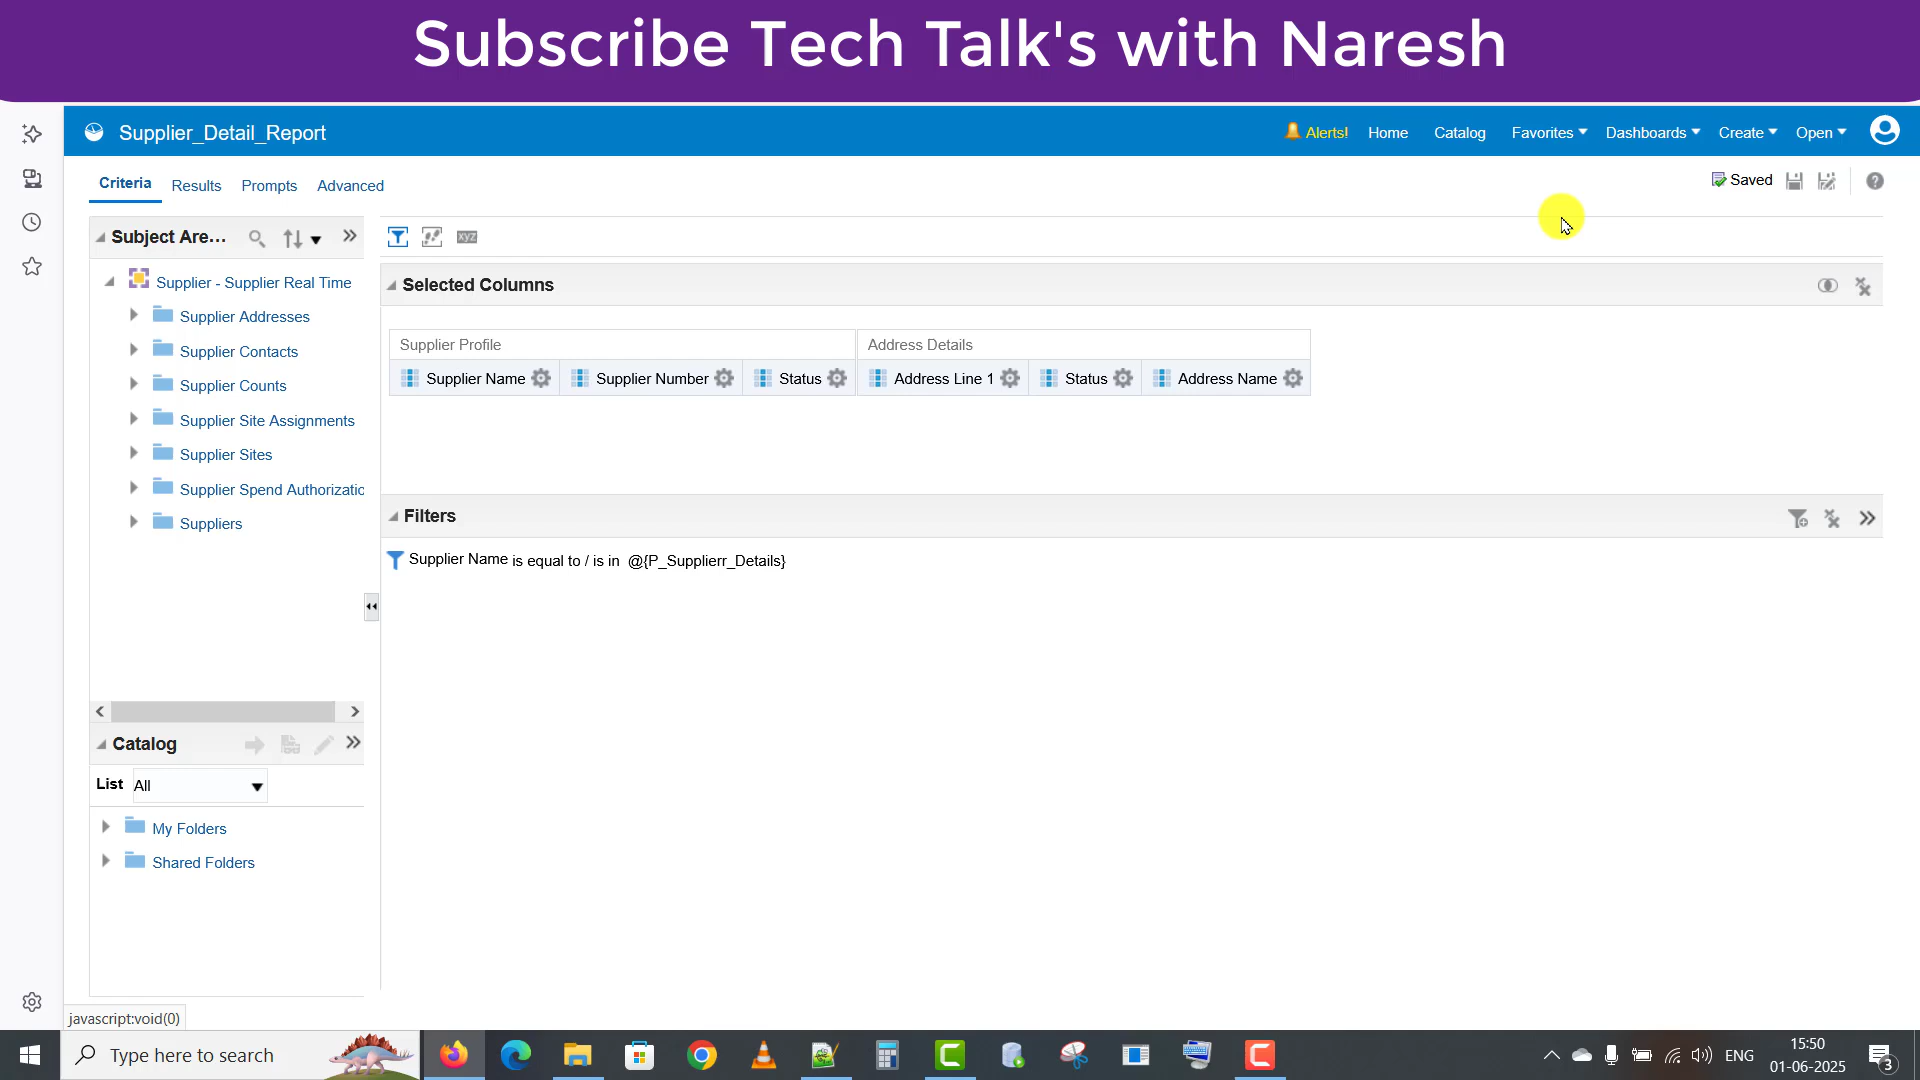 Subscribe Tech Talk's with Naresh
Supplier_Detail_Report
Alerts!
Home
Catalog
Favorites
Dashboards
Create
Open
Criteria
Results
Prompts
Advanced
Saved
Subject Are...
Supplier - Supplier Real Time
Supplier Addresses
Supplier Contacts
Supplier Counts
Supplier Site Assignments
Supplier Sites
Supplier Spend Authorizatio
Suppliers
xyz
Selected Columns
Supplier Profile
Address Details
Supplier Name
Supplier Number
Status
Address Line 1
Status
Address Name
Filters
Supplier Name is equal to / is in @{P_Supplierr_Details}
Catalog
List All
My Folders
Shared Folders
javascript:void(0)
Type here to search
ENG
15:50
01-06-2025
3